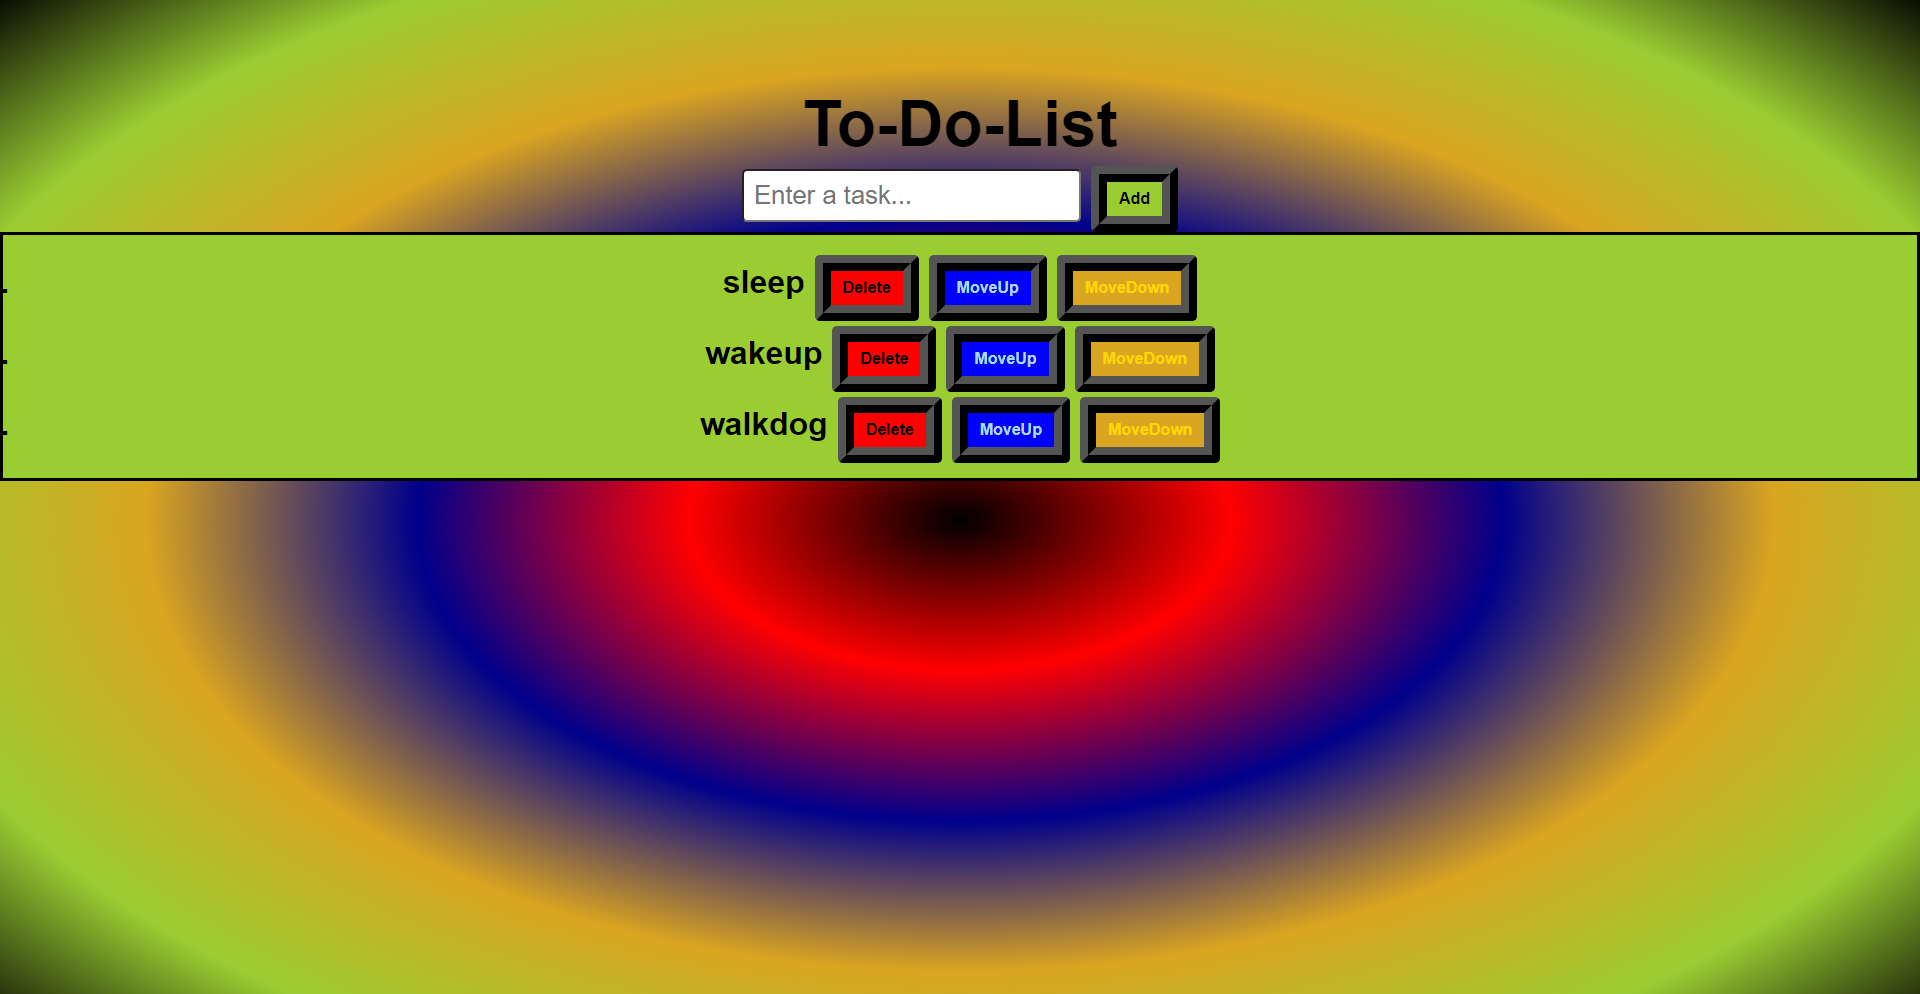 To-Do-List
Enter a task... Add
sleep Delete MoveUp MoveDown
wakeup Delete MoveUp MoveDown
walkdog Delete MoveUp MoveDown